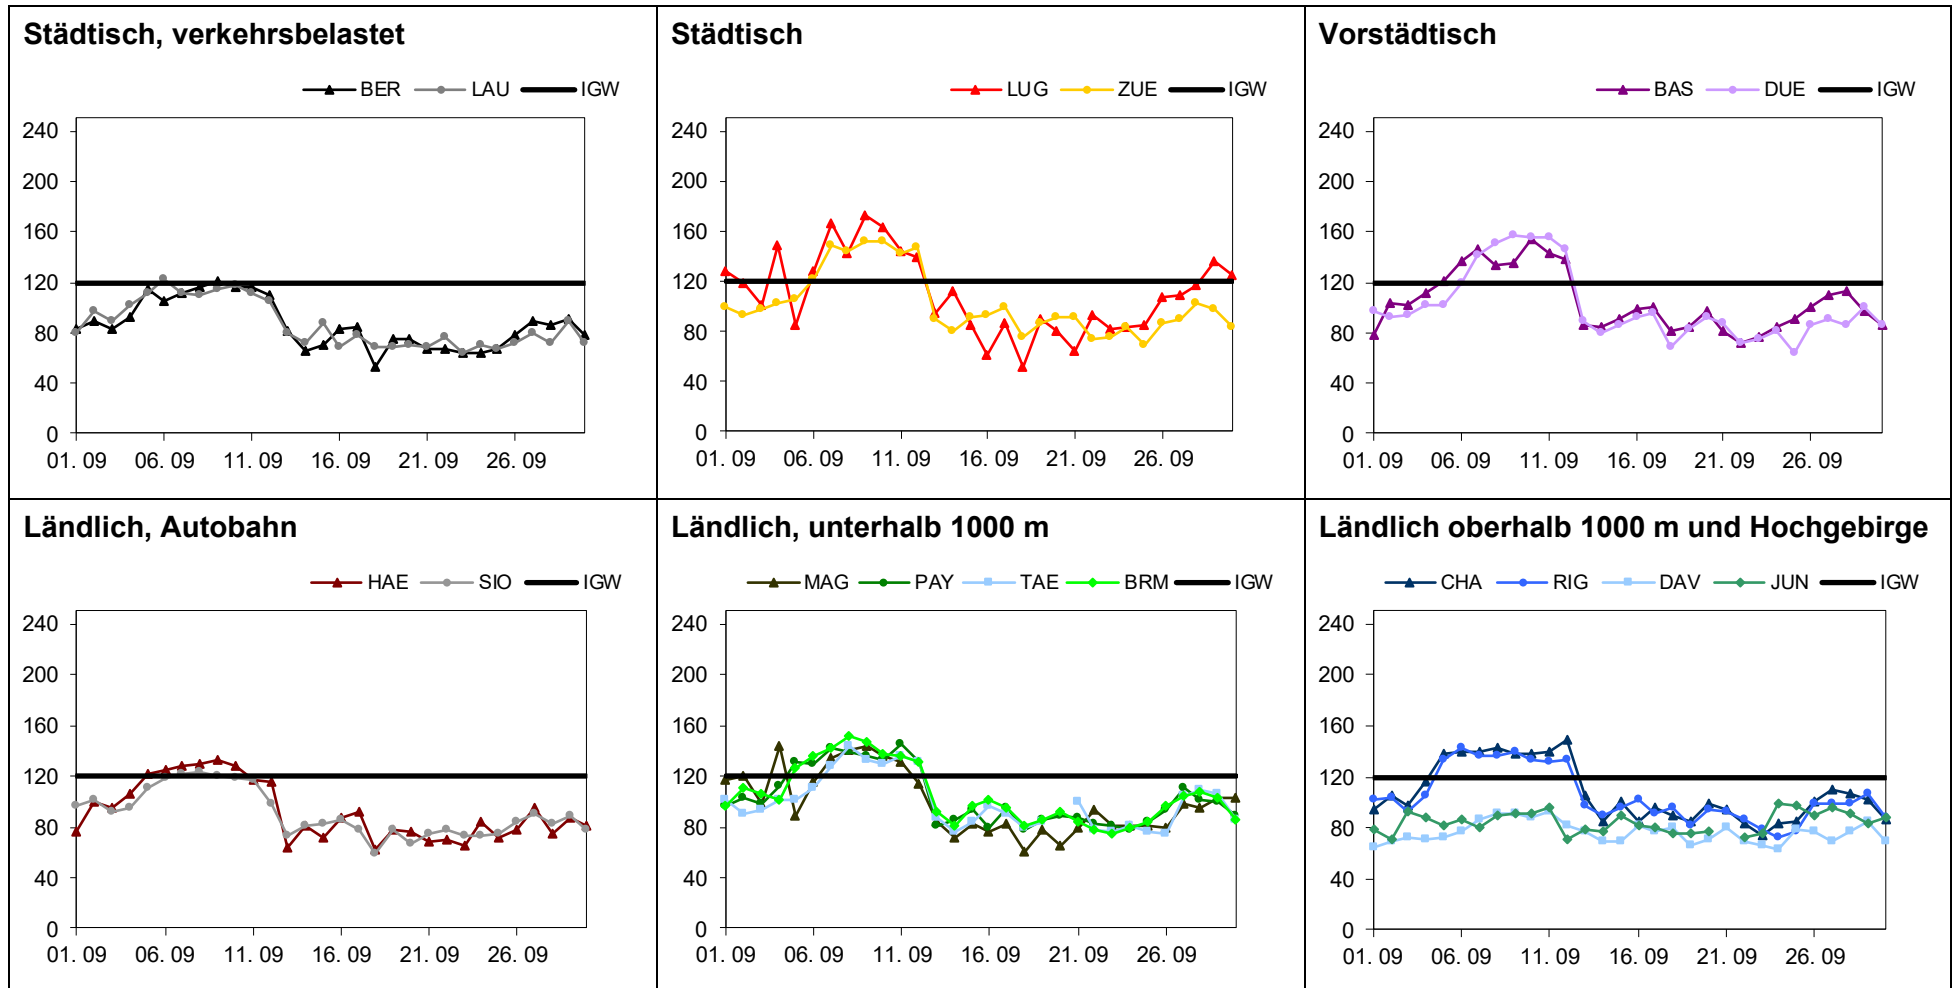 Städtisch, verkehrsbelastet
BER LAU IGW
240
200
160
120
80
40
0
01. 09 06. 09 11. 09 16. 09 21. 09 26. 09
Städtisch
LUG ZUE IGW
240
200
160
120
80
40
0
01. 09 06. 09 11. 09 16. 09 21. 09 26. 09
Vorstädtisch
BAS DUE IGW
240
200
160
120
80
40
0
01. 09 06. 09 11. 09 16. 09 21. 09 26. 09
Ländlich, Autobahn
HAE SIO IGW
240
200
160
120
80
40
0
01. 09 06. 09 11. 09 16. 09 21. 09 26. 09
Ländlich, unterhalb 1000 m
MAG PAY TAE BRM IGW
240
200
160
120
80
40
0
01. 09 06. 09 11. 09 16. 09 21. 09 26. 09
Ländlich oberhalb 1000 m und Hochgebirge
CHA RIG DAV JUN IGW
240
200
160
120
80
40
0
01. 09 06. 09 11. 09 16. 09 21. 09 26. 09